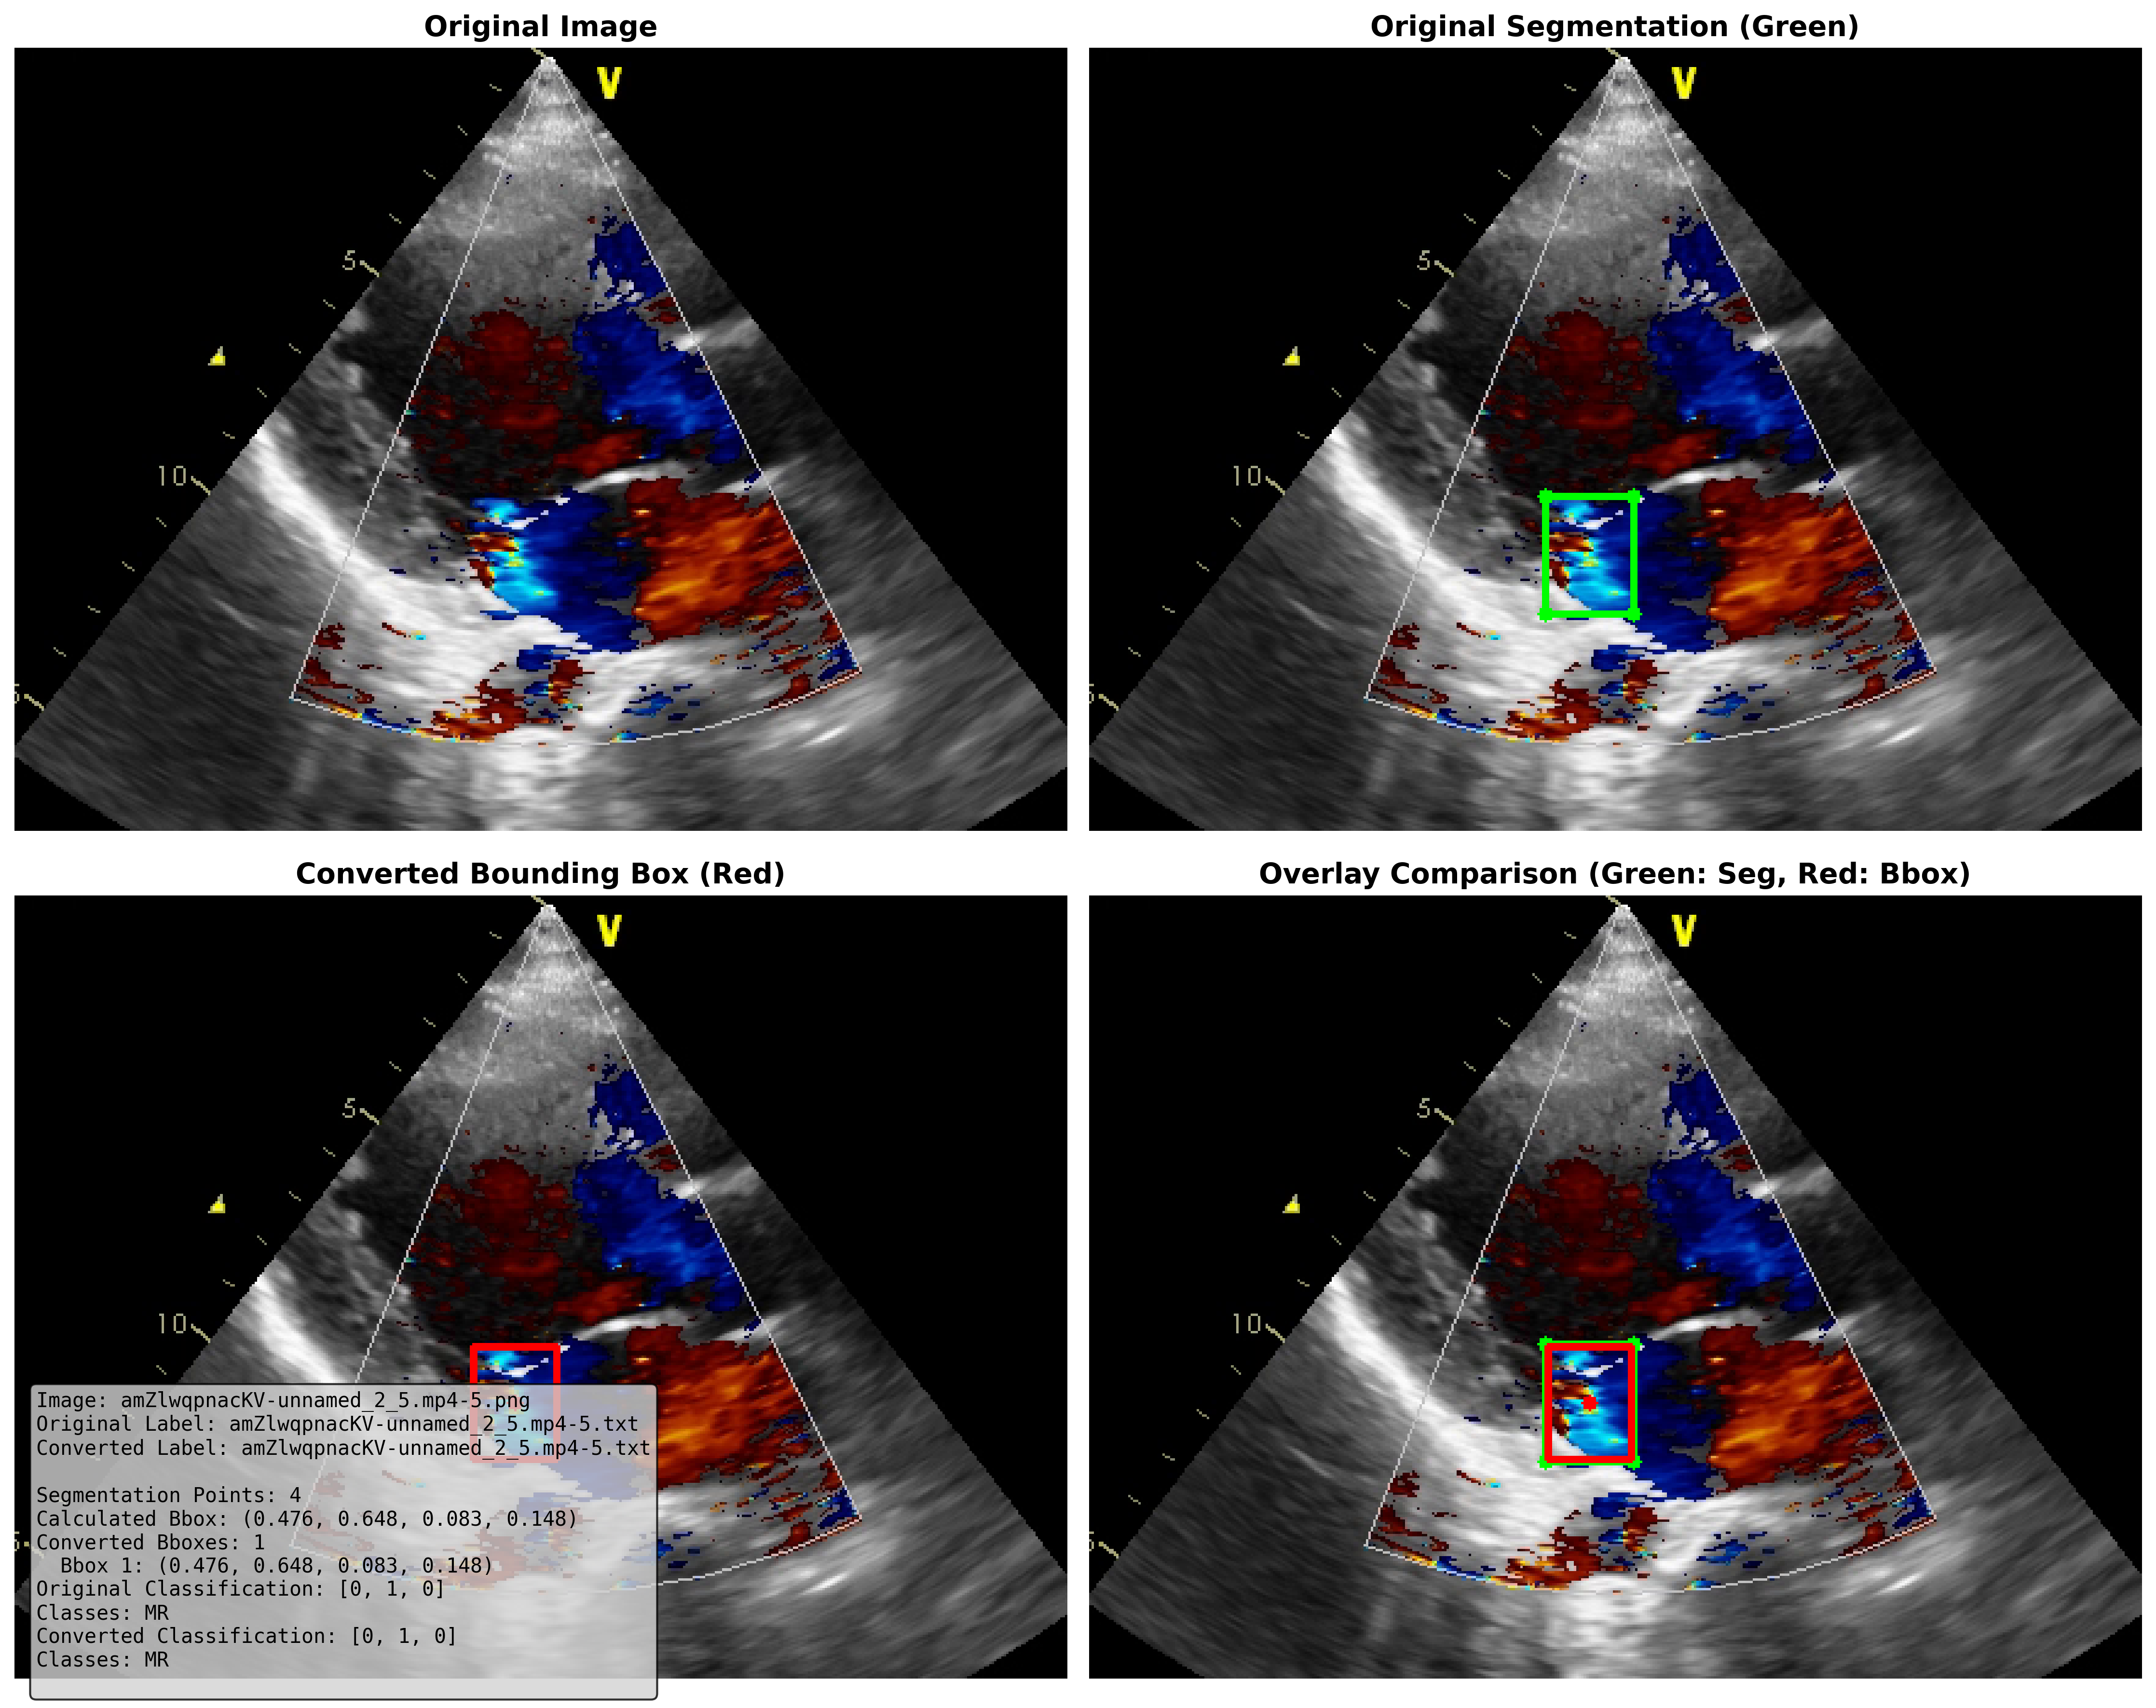 Original Image
Original Segmentation (Green)
V
5
10
V
5
10
5
Converted Bounding Box (Red)
Overlay Comparison (Green: Seg, Red: Bbox)
V
5
10
Image: amZlwqpnacKV-unnamed_2_5.mp4-5.png
Original Label: amZlwqpnacKV-unnamed_2_5.mp4-5.txt
Converted Label: amZlwqpnacKV-unnamed_2_5.mp4-5.txt
Segmentation Points: 4
Calculated Bbox: (0.476, 0.648, 0.083, 0.148)
Converted Bboxes: 1
Bbox 1: (0.476, 0.648, 0.083, 0.148)
Original Classification: [0, 1, 0]
Classes: MR
Converted Classification: [0, 1, 0]
Classes: MR
V
5
10
5